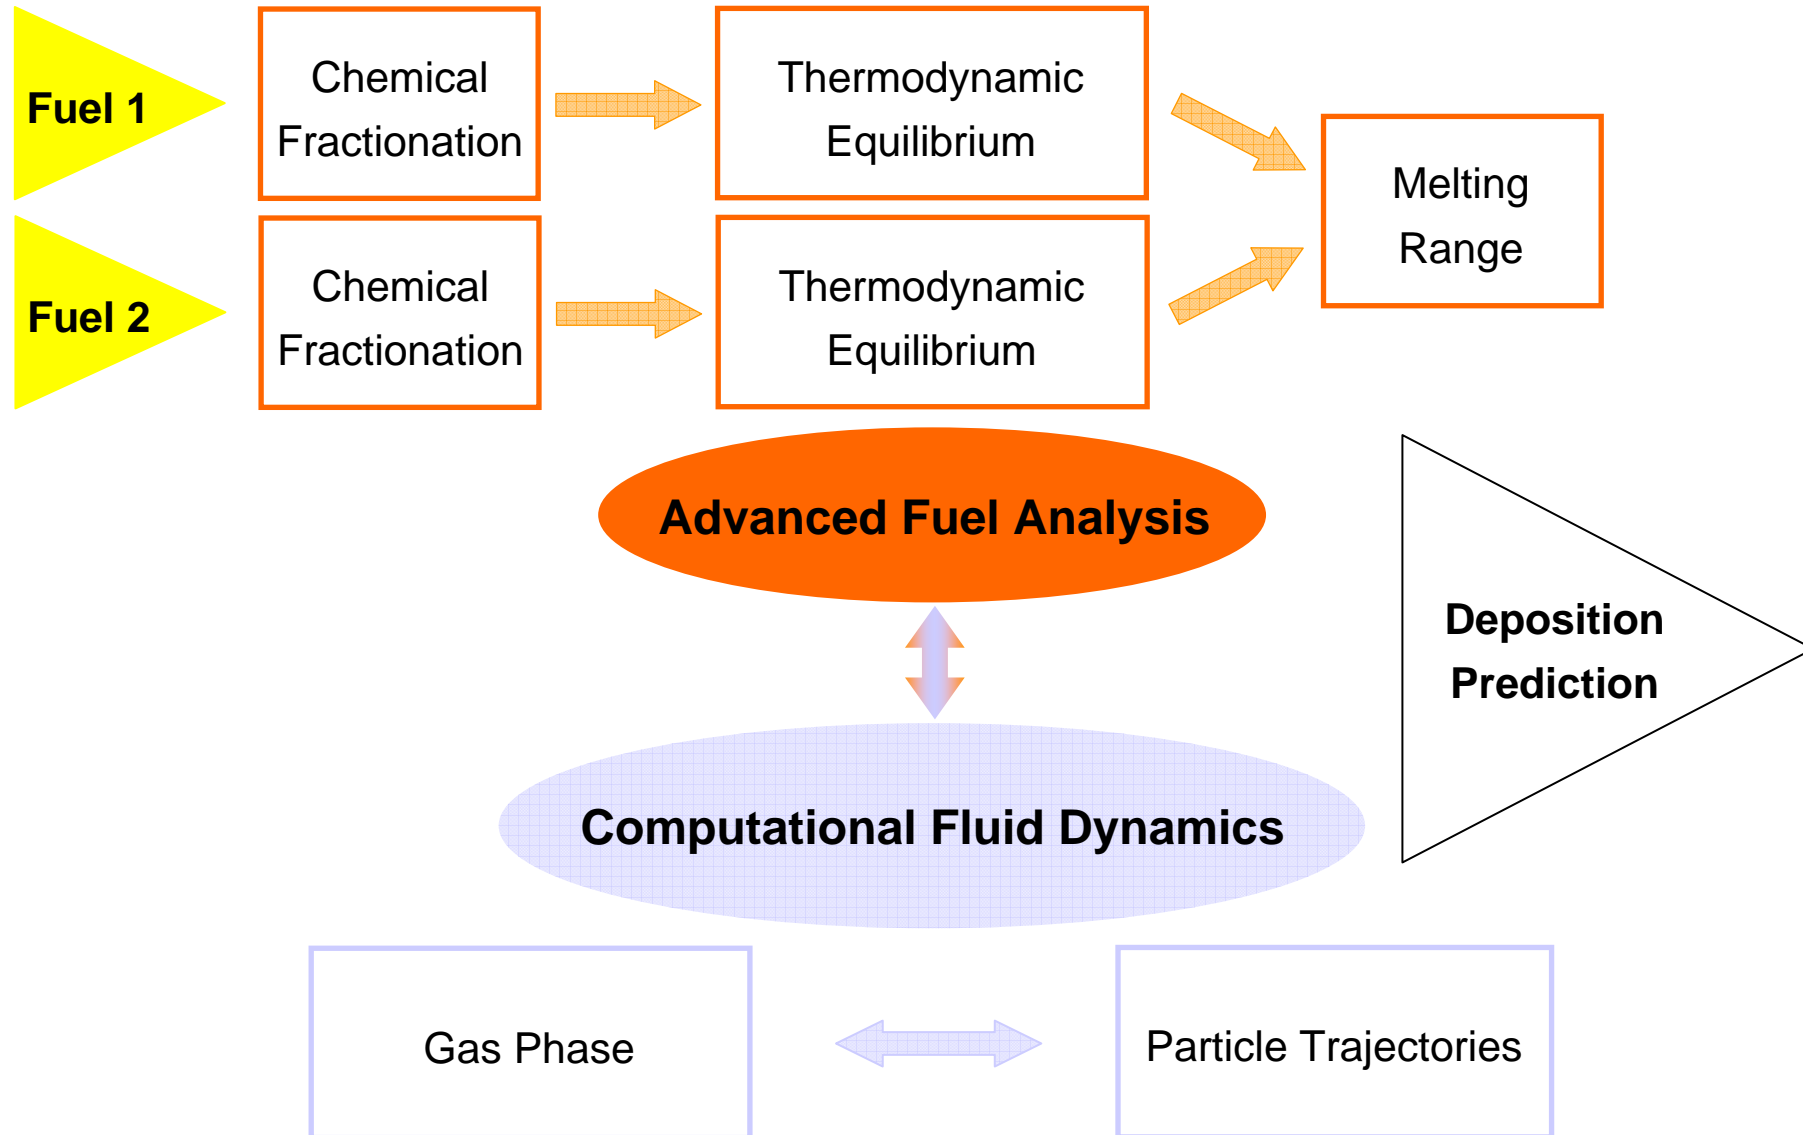 Fuel 1
Chemical
Fractionation
Thermodynamic
Equilibrium
Melting
Range
Fuel 2
Chemical
Fractionation
Thermodynamic
Equilibrium
Advanced Fuel Analysis
Deposition
Prediction
Computational Fluid Dynamics
Gas Phase
Particle Trajectories